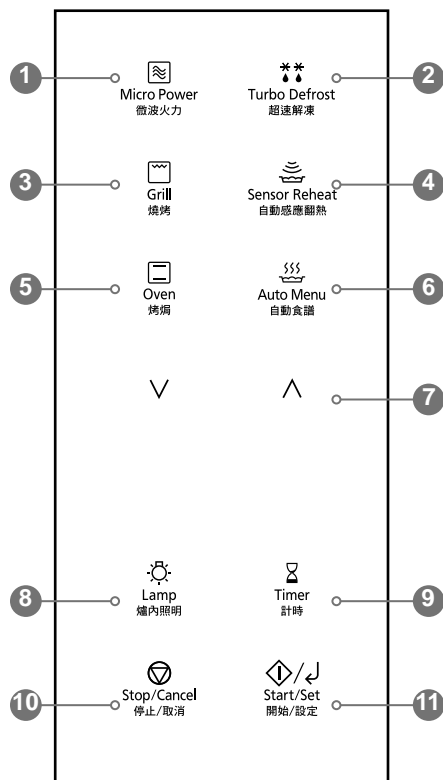 1
Micro Power
微波火力
2
Turbo Defrost
超速解凍
3
Grill
燒烤
4
Sensor Reheat
自動感應翻熱
5
Oven
烤焗
6
Auto Menu
自動食譜
7
8
Lamp
爐內照明
9
Timer
計時
10
Stop/Cancel
停止/取消
11
Start/Set
開始/設定